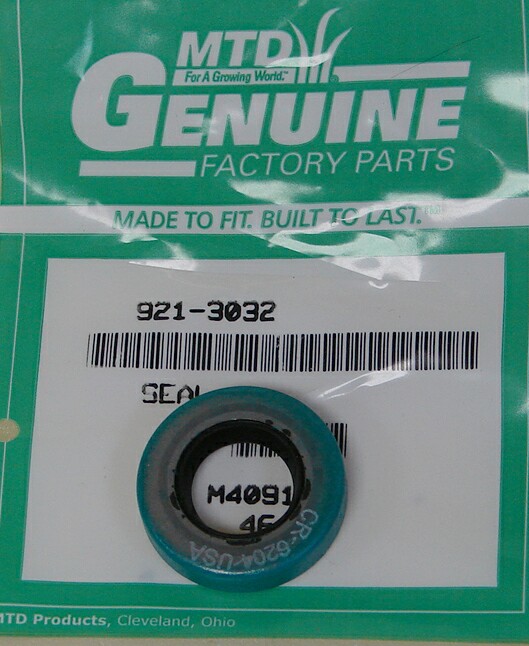 MTD
For A Growing World.™
GENUINE
FACTORY PARTS
MADE TO FIT. BUILT TO LAST.™
921-3032
SEAL
M4091
46
CR-6204-USA
MTD Products, Cleveland, Ohio